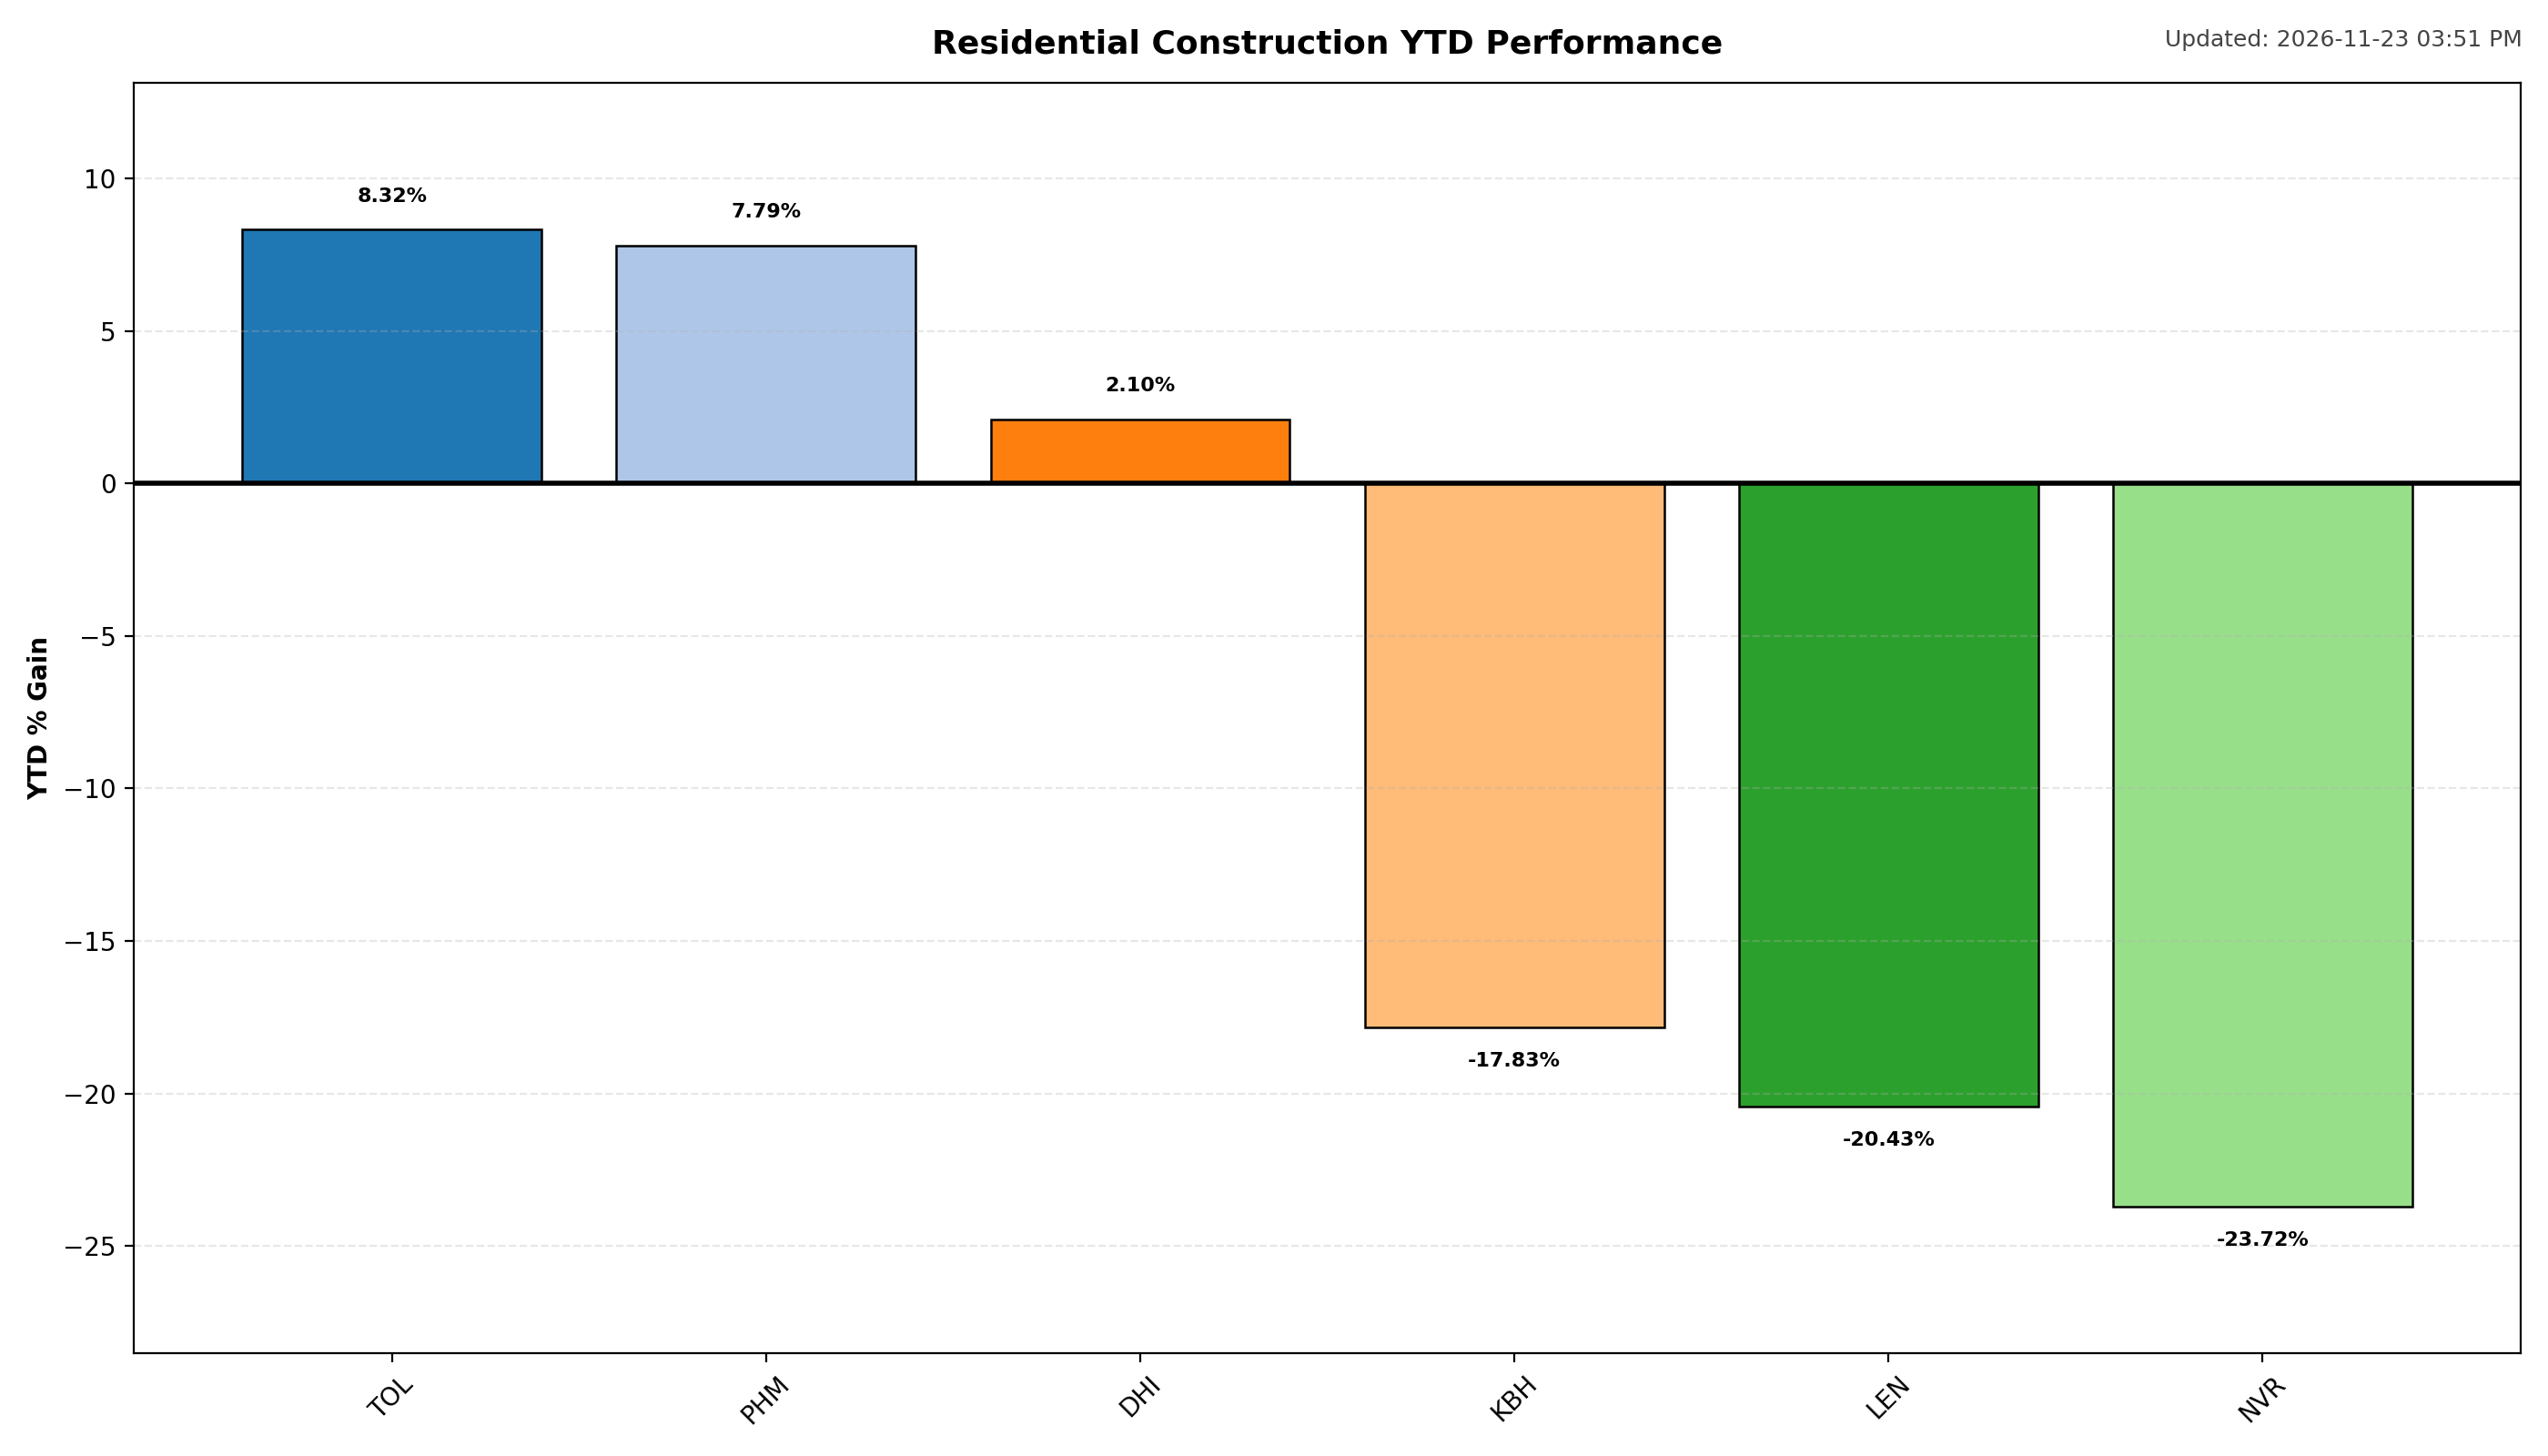 Residential Construction YTD Performance
Updated: 2026-11-23 03:51 PM
YTD % Gain
10
5
0
−5
−10
−15
−20
−25
8.32%
7.79%
2.10%
-17.83%
-20.43%
-23.72%
TOL
PHM
DHI
KBH
LEN
NVR